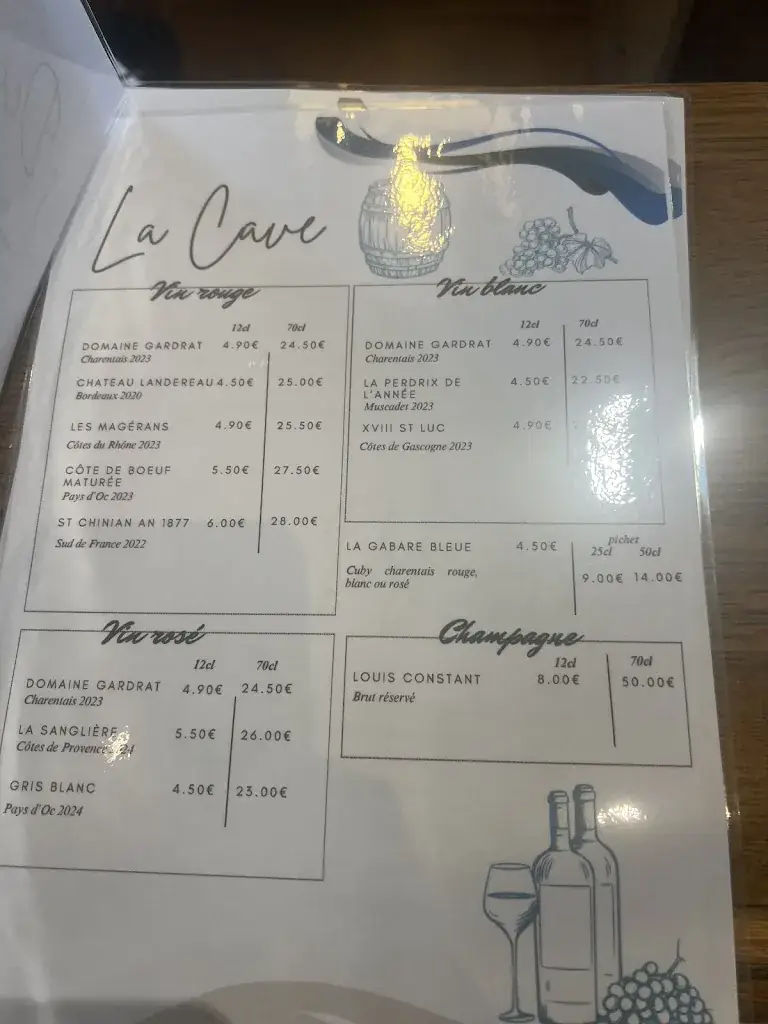 La Cave
Vin rouge
12cl 70cl
DOMAINE GARDRAT 4.90€ 24.50€
Charentais 2023
CHATEAU LANDEREAU 4.50€ 25.00€
Bordeaux 2020
LES MAGÉRANS 4.90€ 25.50€
Côtes du Rhône 2023
CÔTE DE BOEUF 5.50€ 27.50€
MATURÉE
Pays d'Oc 2023
ST CHINIAN AN 1877 6.00€ 28.00€
Sud de France 2022
Vin blanc
12cl 70cl
DOMAINE GARDRAT 4.90€ 24.50€
Charentais 2023
LA PERDRIX DE 4.50€ 22.50€
L'ANNÉE
Muscadet 2023
XVIII ST LUC 4.90€
Côtes de Gascogne 2023
LA GABARE BLEUE 4.50€ pichet
25cl 50cl
Cuby charentais rouge, 9.00€ 14.00€
blanc ou rosé
Vin rosé
12cl 70cl
DOMAINE GARDRAT 4.90€ 24.50€
Charentais 2023
LA SANGLIÈRE 5.50€ 26.00€
Côtes de Provence
GRIS BLANC 4.50€ 23.00€
Pays d'Oc 2024
Champagne
12cl 70cl
LOUIS CONSTANT 8.00€ 50.00€
Brut réservé